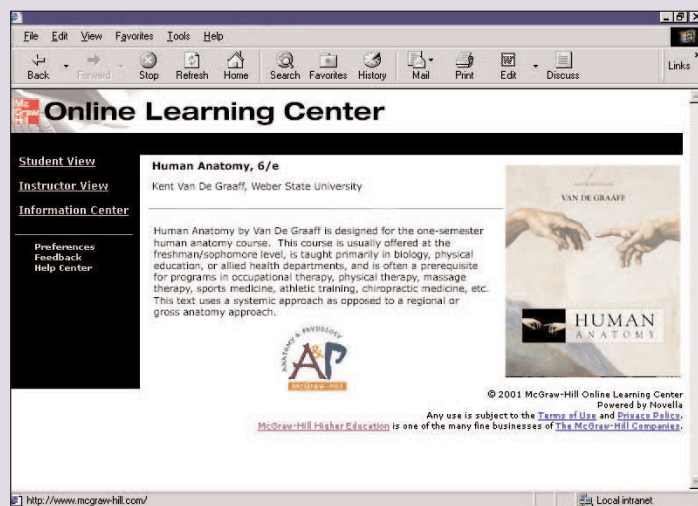 File Edit View Favorites Tools Help
Back Forward Stop Refresh Home Search Favorites History Mail Print Edit Discuss Links
Mc
Graw
Hill
Online Learning Center
Student View
Instructor View
Information Center
Preferences
Feedback
Help Center
Human Anatomy, 6/e
Kent Van De Graaff, Weber State University
Human Anatomy by Van De Graaff is designed for the one-semester
human anatomy course. This course is usually offered at the
freshman/sophomore level, is taught primarily in biology, physical
education, or allied health departments, and is often a prerequisite
for programs in occupational therapy, physical therapy, massage
therapy, sports medicine, athletic training, chiropractic medicine, etc.
This text uses a systemic approach as opposed to a regional or
gross anatomy approach.
ANATOMY & PHYSIOLOGY
A&P
McGraw-Hill
VAN DE GRAAFF
HUMAN
ANATOMY
© 2001 McGraw-Hill Online Learning Center
Powered by Novella
Any use is subject to the Terms of Use and Privacy Policy.
McGraw-Hill Higher Education is one of the many fine businesses of The McGraw-Hill Companies.
http://www.mcgraw-hill.com/ Local intranet